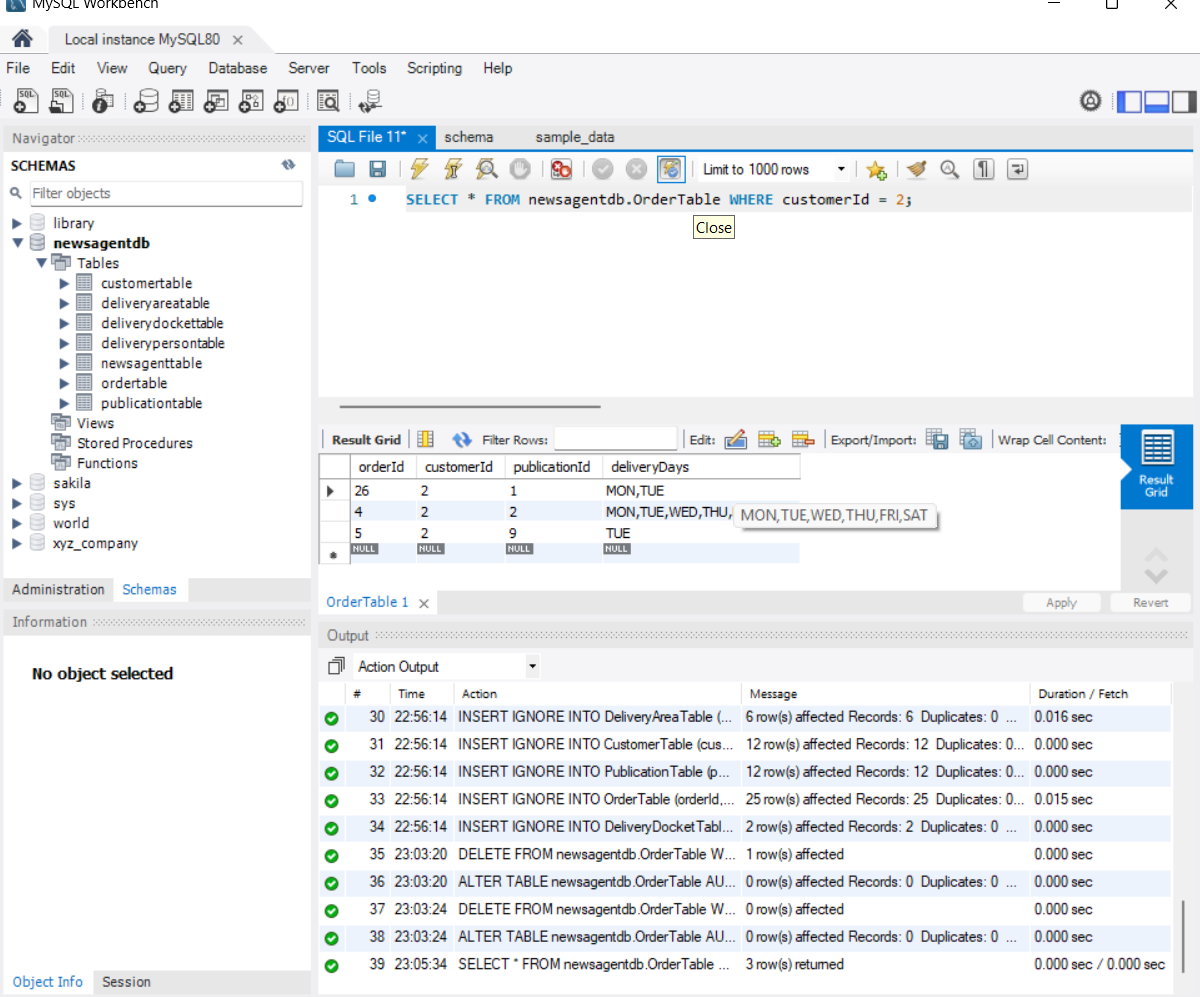 MySQL Workbench
Local instance MySQL80
File Edit View Query Database Server Tools Scripting Help
Navigator
SCHEMAS
Filter objects
library
newsagentdb
Tables
customertable
deliveryareatable
deliverydockettable
deliverypersontable
newsagenttable
ordertable
publicationtable
Views
Stored Procedures
Functions
sakila
sys
world
xyz_company
Administration Schemas
Information
No object selected
Object Info Session
SQL File 11* schema sample_data
Limit to 1000 rows
1 SELECT * FROM newsagentdb.OrderTable WHERE customerId = 2;
Close
Result Grid Filter Rows: Edit: Export/Import: Wrap Cell Content:
orderId customerId publicationId deliveryDays
26 2 1 MON,TUE
4 2 2 MON,TUE,WED,THU,
MON,TUE,WED,THU,FRI,SAT
5 2 9 TUE
NULL NULL NULL NULL
Result
Grid
OrderTable 1 Apply Revert
Output
Action Output
# Time Action Message Duration / Fetch
30 22:56:14 INSERT IGNORE INTO DeliveryAreaTable (... 6 row(s) affected Records: 6 Duplicates: 0 ... 0.016 sec
31 22:56:14 INSERT IGNORE INTO CustomerTable (cus... 12 row(s) affected Records: 12 Duplicates: 0... 0.000 sec
32 22:56:14 INSERT IGNORE INTO PublicationTable (p... 12 row(s) affected Records: 12 Duplicates: 0... 0.000 sec
33 22:56:14 INSERT IGNORE INTO OrderTable (orderId,... 25 row(s) affected Records: 25 Duplicates: 0... 0.015 sec
34 22:56:14 INSERT IGNORE INTO DeliveryDocketTabl... 2 row(s) affected Records: 2 Duplicates: 0 ... 0.000 sec
35 23:03:20 DELETE FROM newsagentdb.OrderTable W... 1 row(s) affected 0.000 sec
36 23:03:20 ALTER TABLE newsagentdb.OrderTable AU... 0 row(s) affected Records: 0 Duplicates: 0 ... 0.000 sec
37 23:03:24 DELETE FROM newsagentdb.OrderTable W... 0 row(s) affected 0.000 sec
38 23:03:24 ALTER TABLE newsagentdb.OrderTable AU... 0 row(s) affected Records: 0 Duplicates: 0 ... 0.000 sec
39 23:05:34 SELECT * FROM newsagentdb.OrderTable ... 3 row(s) returned 0.000 sec / 0.000 sec